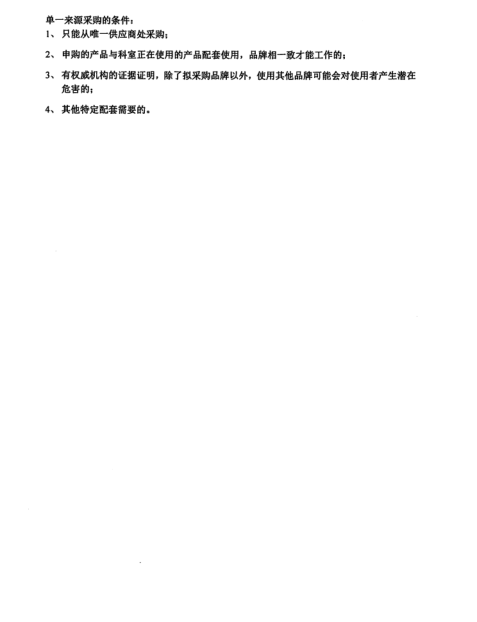 单一来源采购的条件：
1、 只能从唯一供应商处采购；
2、 申购的产品与科室正在使用的产品配套使用，品牌相一致才能工作的；
3、 有权威机构的证据证明，除了拟采购品牌以外，使用其他品牌可能会对使用者产生潜在
危害的；
4、 其他特定配套需要的。